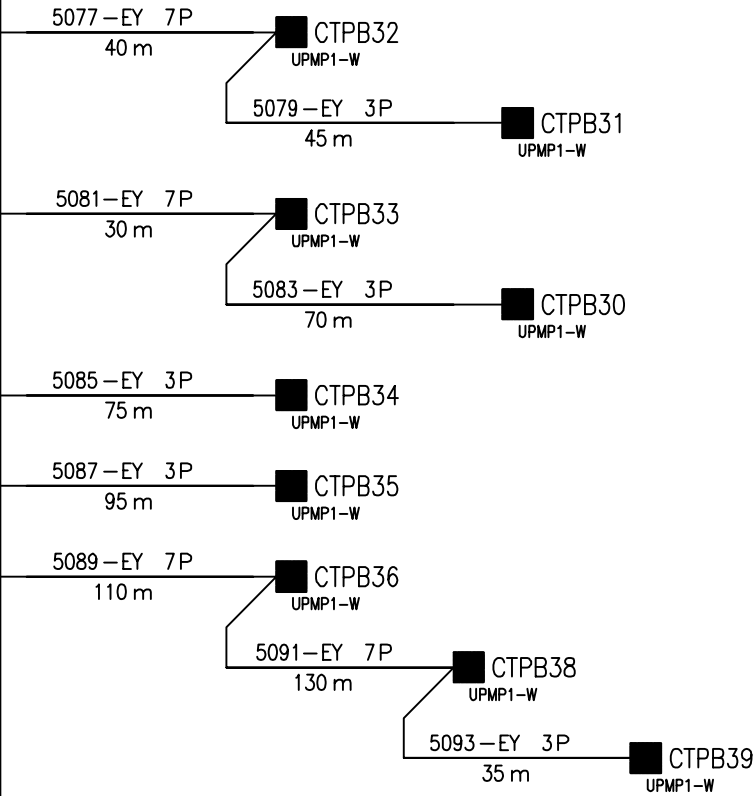 5077-EY 7P
40 m
CTPB32
UPMP1-W
5079-EY 3P
45 m
CTPB31
UPMP1-W
5081-EY 7P
30 m
CTPB33
UPMP1-W
5083-EY 3P
70 m
CTPB30
UPMP1-W
5085-EY 3P
75 m
CTPB34
UPMP1-W
5087-EY 3P
95 m
CTPB35
UPMP1-W
5089-EY 7P
110 m
CTPB36
UPMP1-W
5091-EY 7P
130 m
CTPB38
UPMP1-W
5093-EY 3P
35 m
CTPB39
UPMP1-W